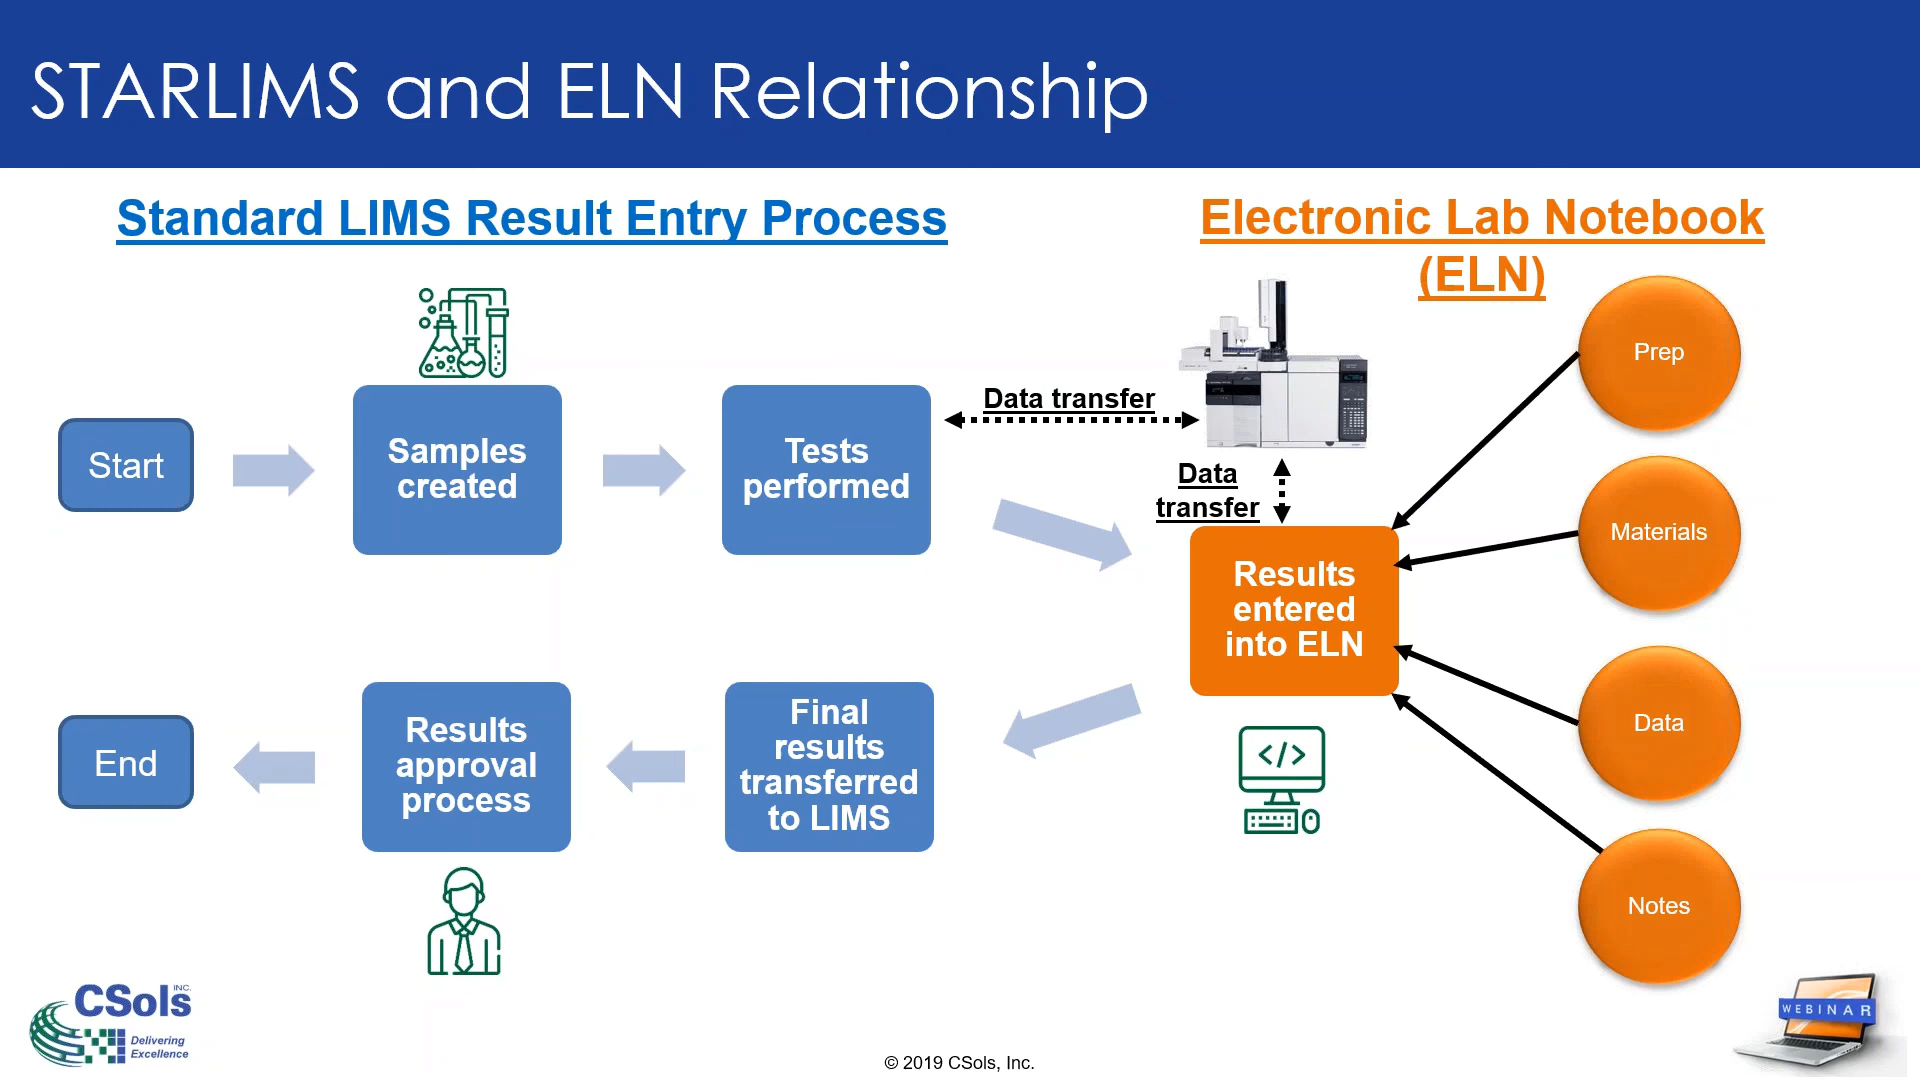 STARLIMS and ELN Relationship
Standard LIMS Result Entry Process
Electronic Lab Notebook
(ELN)
Start
Samples
created
Tests
performed
Data transfer
Data
transfer
Results
entered
into ELN
Prep
Materials
Data
Notes
Final
results
transferred
to LIMS
Results
approval
process
End
</>
CSols INC.
Delivering
Excellence
© 2019 CSols, Inc.
WEBINAR